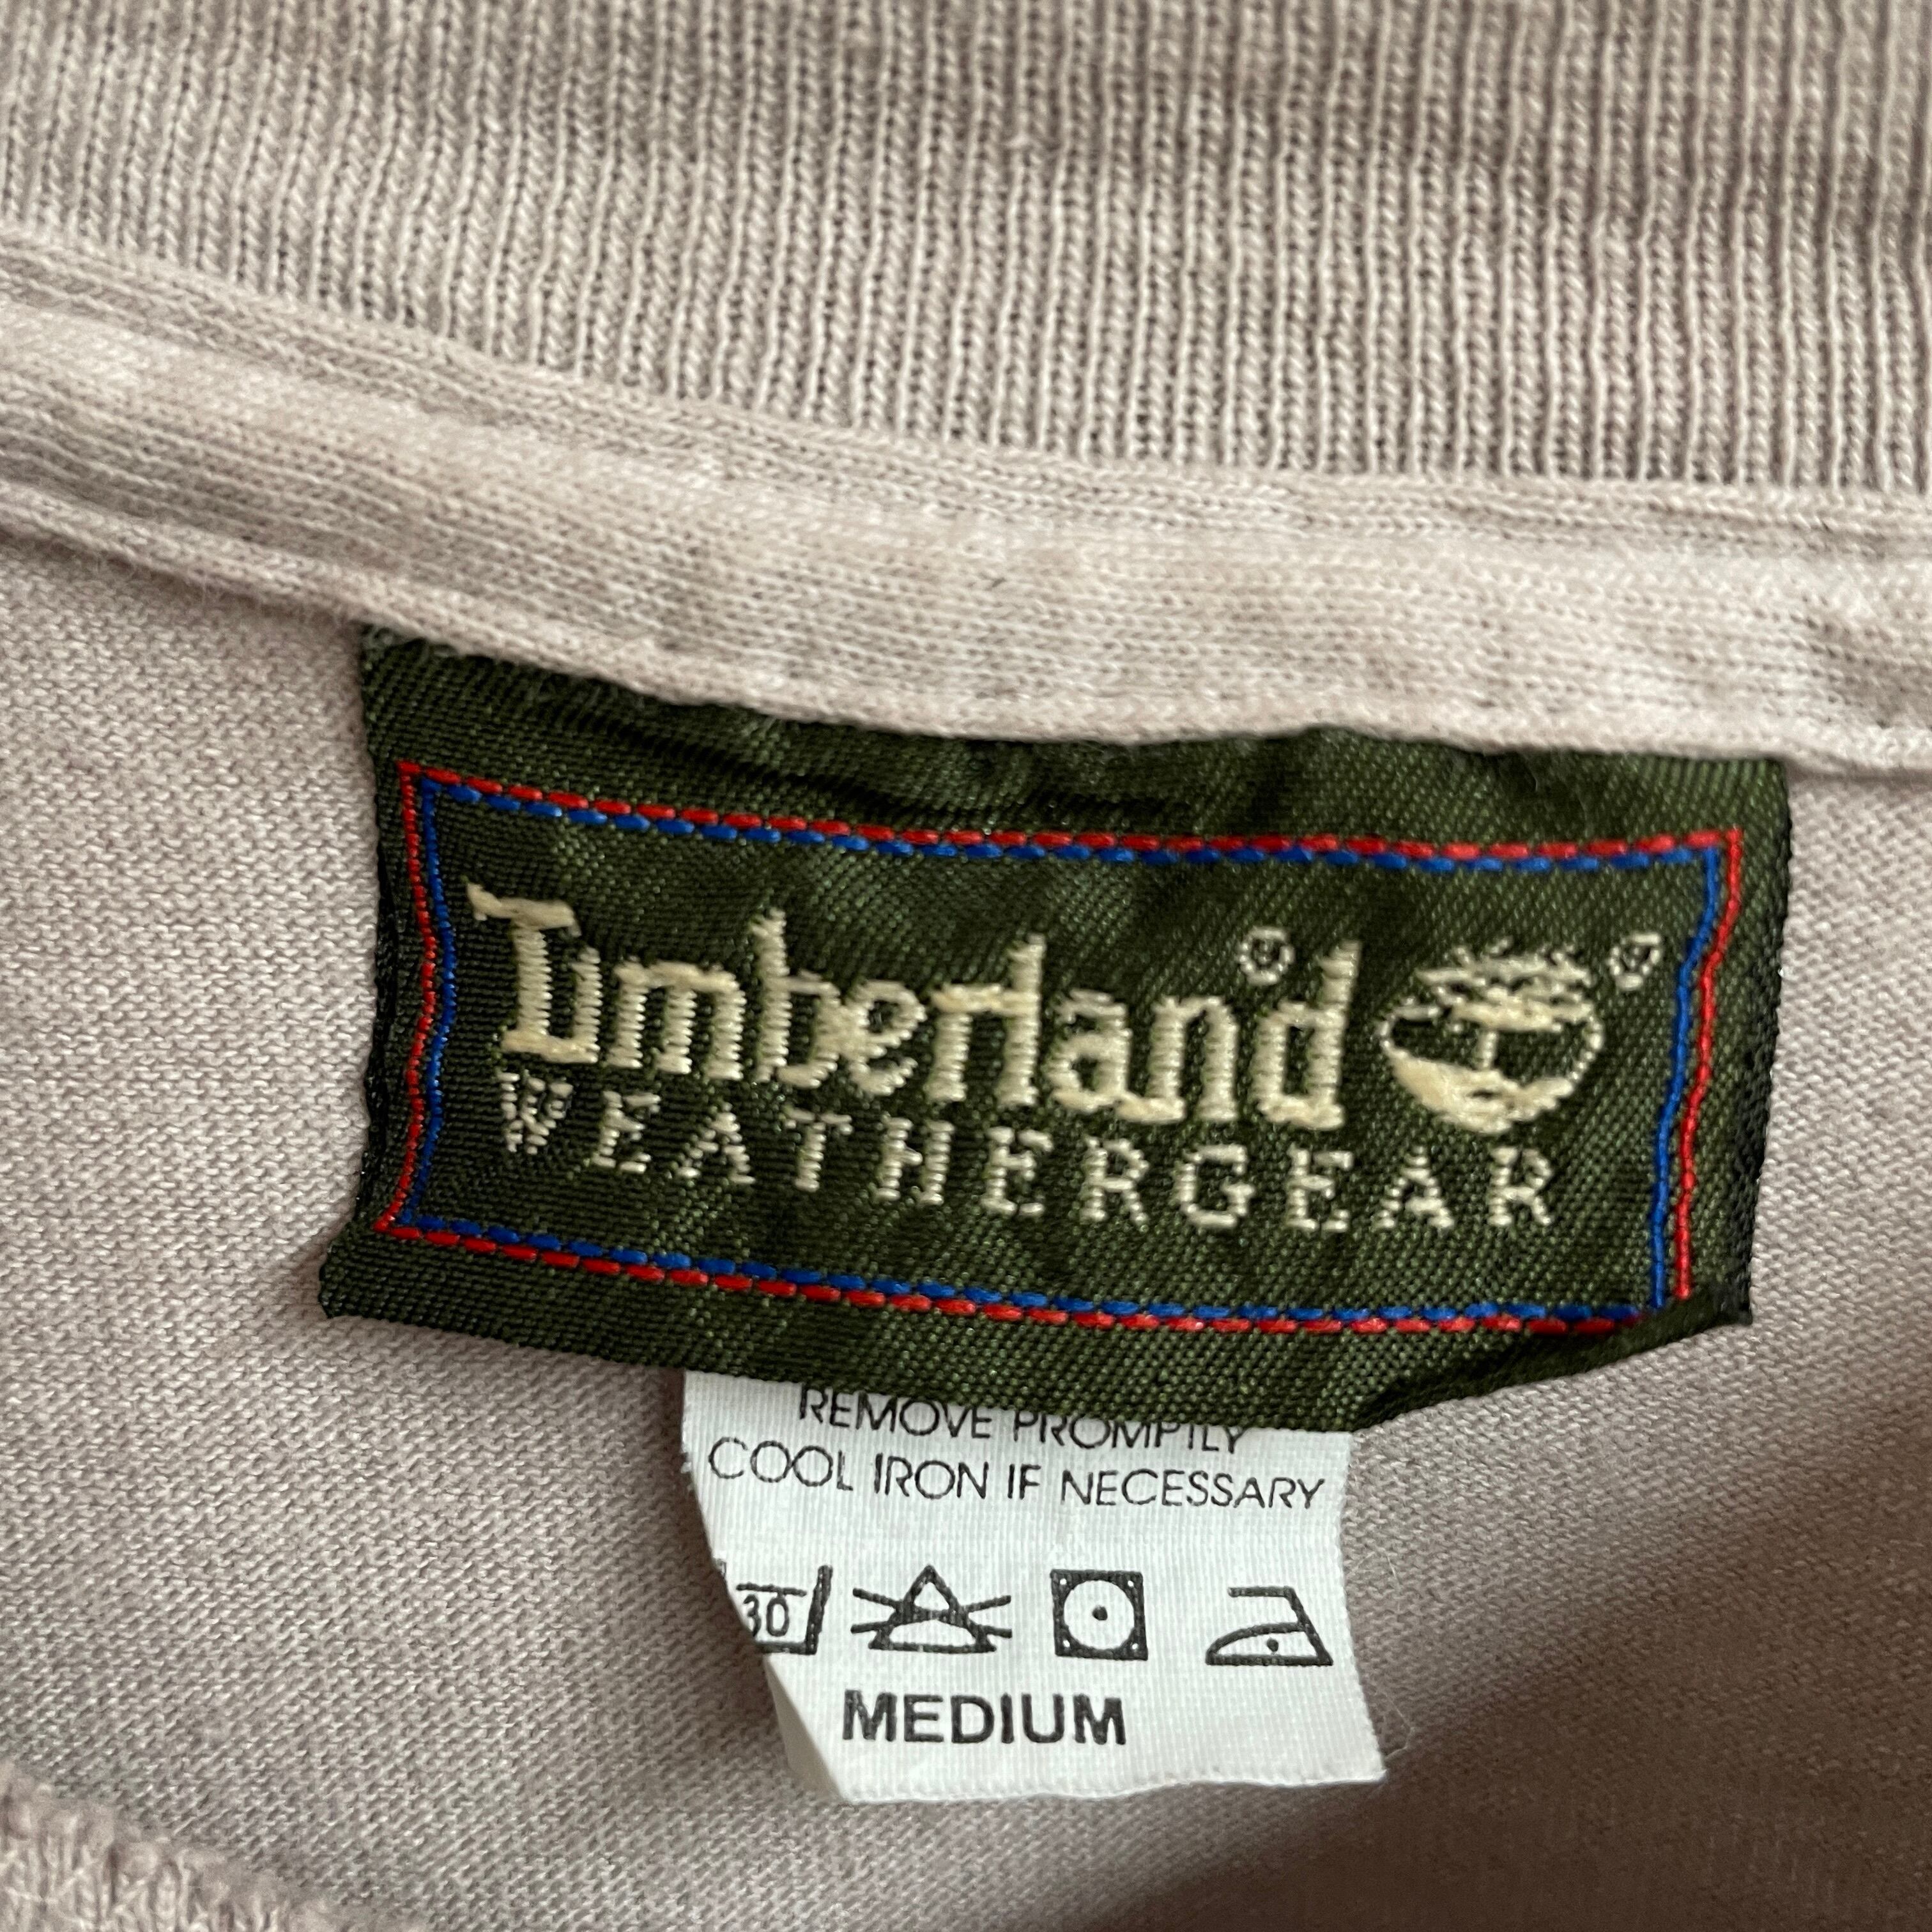 Timberland®
WEATHERGEAR
REMOVE PROMPTLY
COOL IRON IF NECESSARY
30
MEDIUM